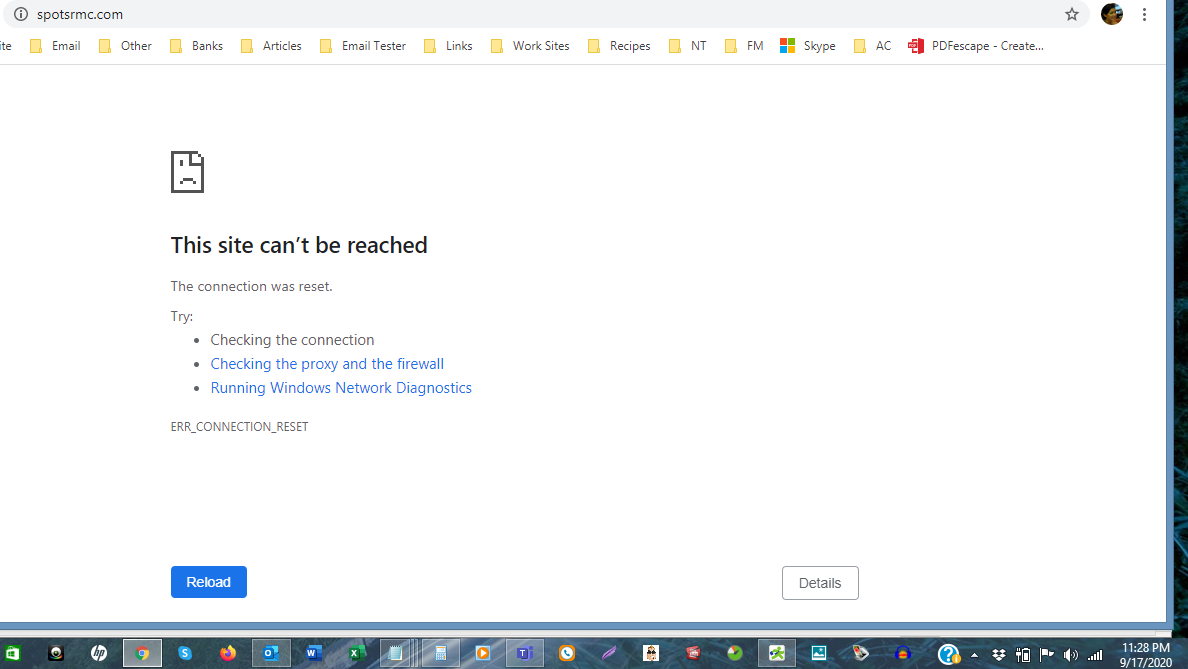 spotsrmc.com
ite Email Other Banks Articles Email Tester Links Work Sites Recipes NT FM Skype AC PDFescape - Create...
This site can’t be reached
The connection was reset.
Try:
Checking the connection
Checking the proxy and the firewall
Running Windows Network Diagnostics
ERR_CONNECTION_RESET
Reload Details
11:28 PM
9/17/2020